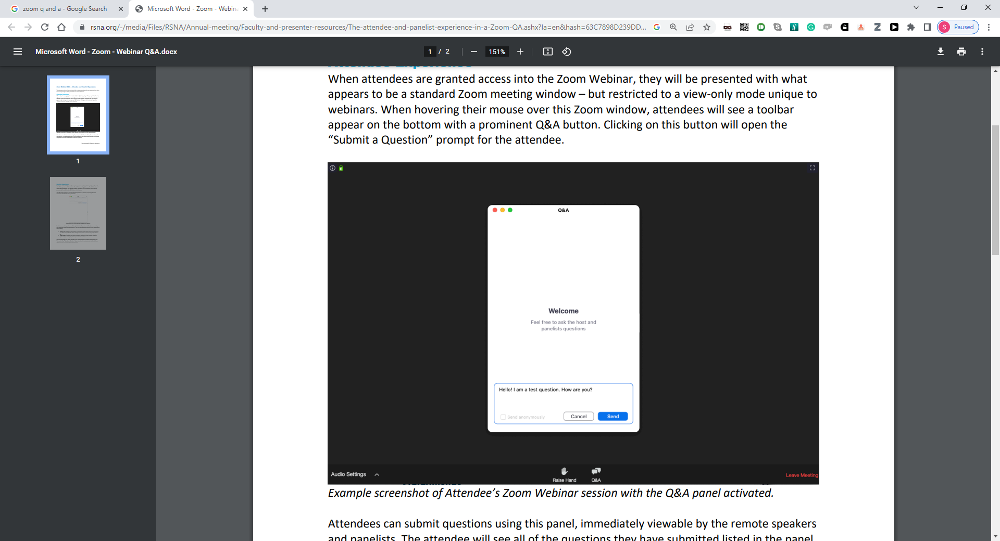 zoom q and a - Google Search
Microsoft Word - Zoom - Webina
rsna.org/-/media/Files/RSNA/Annual-meeting/Faculty-and-presenter-resources/The-attendee-and-panelist-experience-in-a-Zoom-QA.ashx?la=en&hash=63C7898D239DD...
S Paused
Microsoft Word - Zoom - Webinar Q&A.docx
1 / 2
151%
1
2
When attendees are granted access into the Zoom Webinar, they will be presented with what
appears to be a standard Zoom meeting window – but restricted to a view-only mode unique to
webinars. When hovering their mouse over this Zoom window, attendees will see a toolbar
appear on the bottom with a prominent Q&A button. Clicking on this button will open the
“Submit a Question” prompt for the attendee.
Q&A
Welcome
Feel free to ask the host and
panelists questions
Hello! I am a test question. How are you?
Send anonymously
Cancel
Send
Audio Settings
Raise Hand
Q&A
Leave Meeting
Example screenshot of Attendee’s Zoom Webinar session with the Q&A panel activated.
Attendees can submit questions using this panel, immediately viewable by the remote speakers
and panelists. The attendee will see all of the questions they have submitted listed in the panel